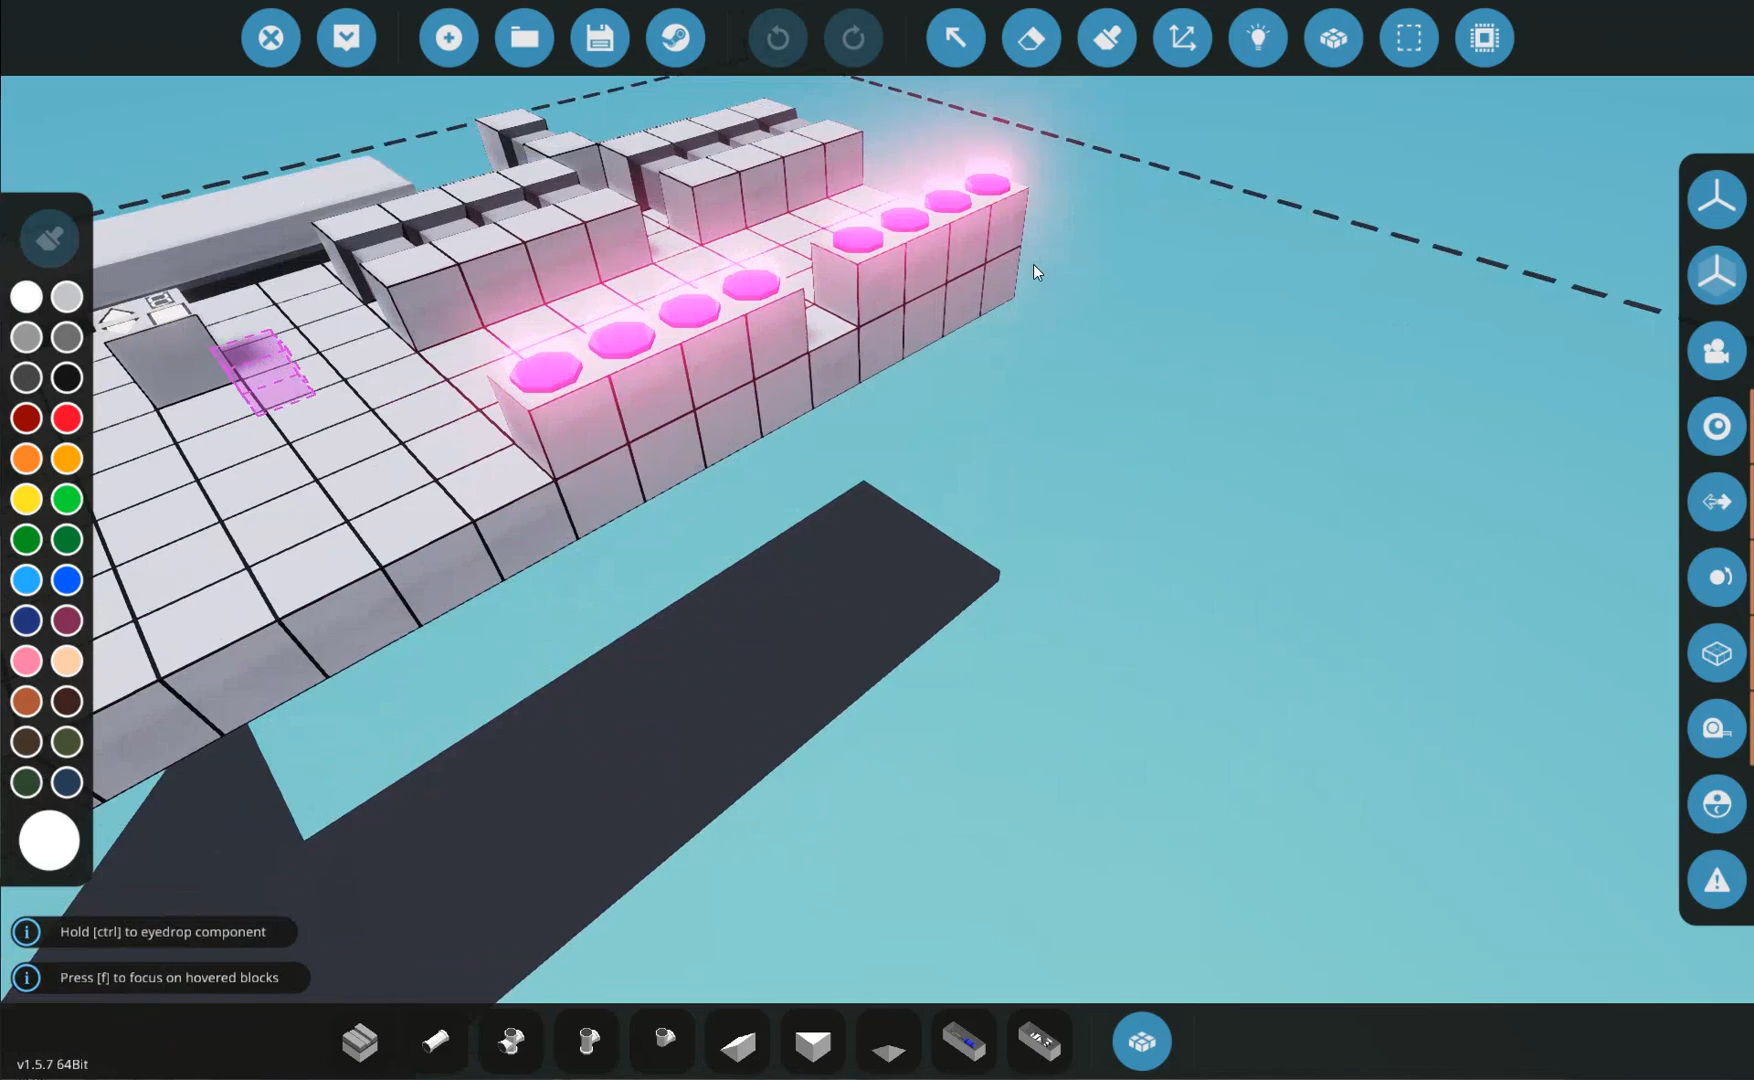 Hold [ctrl] to eyedrop component
Press [f] to focus on hovered blocks
v1.5.7 64Bit